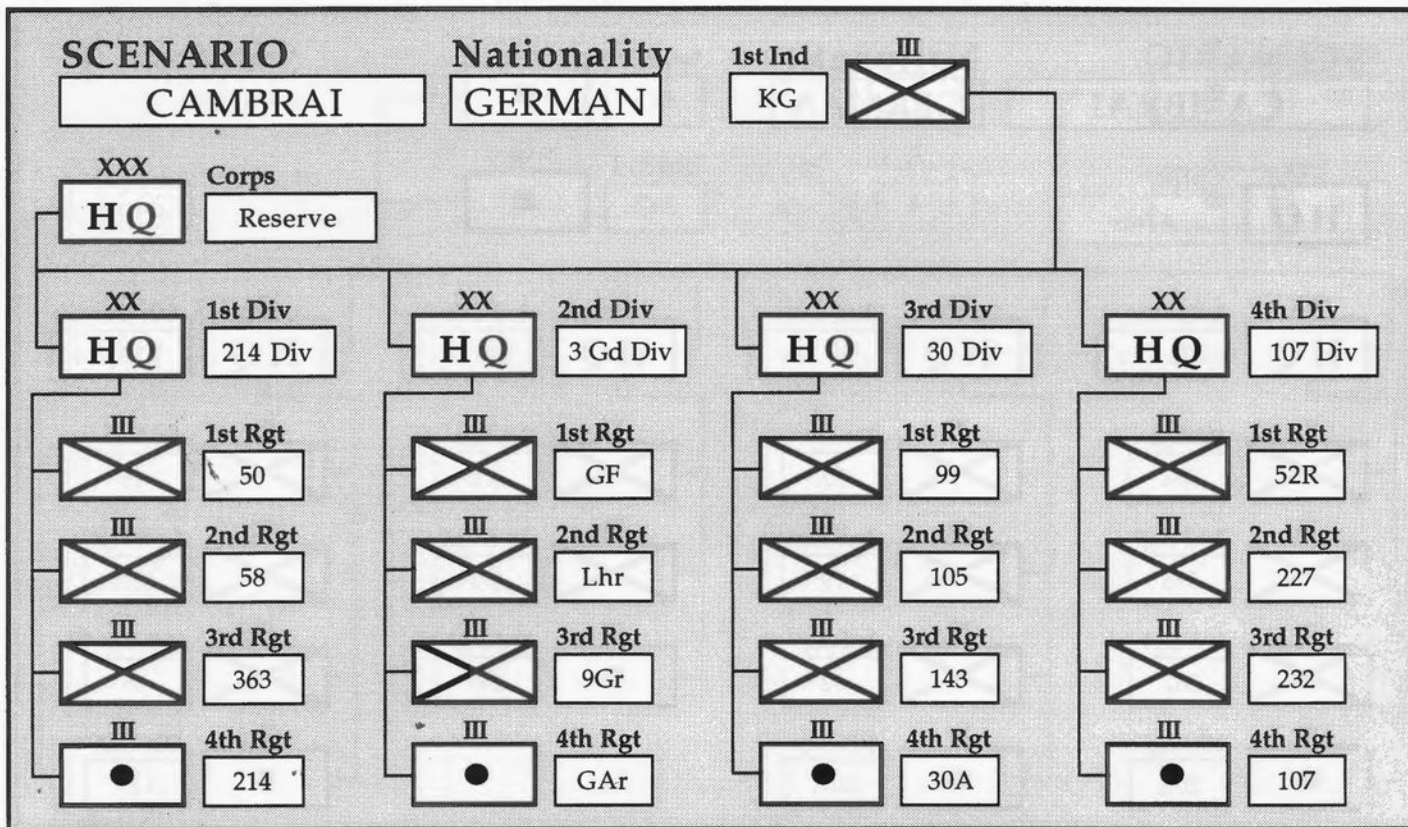 SCENARIO Nationality 1st Ind III
CAMBRAI GERMAN KG
XXX Corps
HQ Reserve
XX 1st Div XX 2nd Div XX 3rd Div XX 4th Div
HQ 214 Div HQ 3 Gd Div HQ 30 Div HQ 107 Div
III 1st Rgt III 1st Rgt III 1st Rgt III 1st Rgt
50 GF 99 52R
III 2nd Rgt III 2nd Rgt III 2nd Rgt III 2nd Rgt
58 Lhr 105 227
III 3rd Rgt III 3rd Rgt III 3rd Rgt III 3rd Rgt
363 9Gr 143 232
III 4th Rgt III 4th Rgt III 4th Rgt III 4th Rgt
214 GAr 30A 107